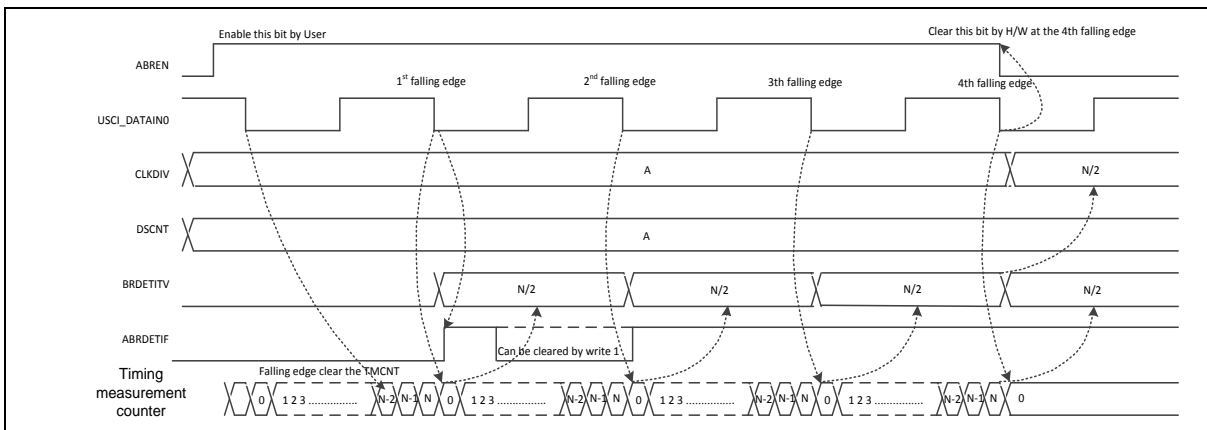 Enable this bit by User
Clear this bit by H/W at the 4th falling edge
ABREN
1st falling edge
2nd falling edge
3th falling edge
4th falling edge
USCI_DATAIN0
CLKDIV
A
N/2
DSCNT
A
BRDETITV
N/2
N/2
N/2
N/2
ABRDETIF
Can be cleared by write 1
Falling edge clear the TMCNT
Timing
measurement
counter
0 1 2 3 ............... N-2 N-1 N 0 1 2 3 ............... N-2 N-1 N 0 1 2 3 ............... N-2 N-1 N 0 1 2 3 ............... N-2 N-1 N 0